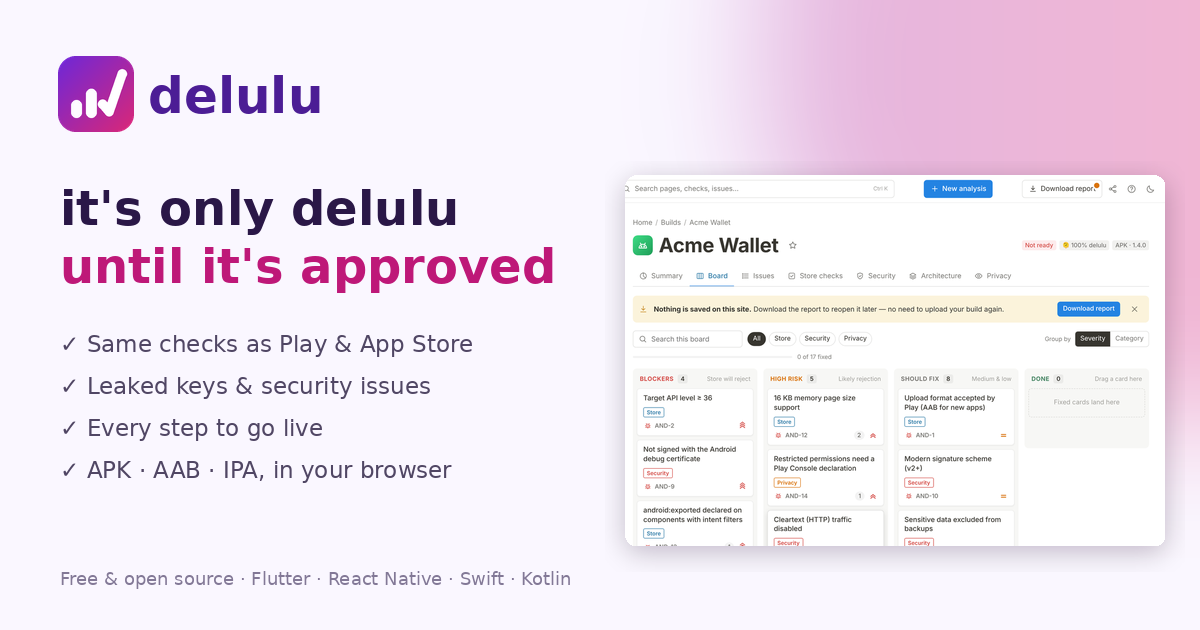 delulu
it's only delulu
until it's approved
✓ Same checks as Play & App Store
✓ Leaked keys & security issues
✓ Every step to go live
✓ APK · AAB · IPA, in your browser
Free & open source · Flutter · React Native · Swift · Kotlin
Search pages, checks, issues...
Ctrl K
+ New analysis
Download report
Home / Builds / Acme Wallet
Acme Wallet
Not ready
100% delulu
APK · 1.4.0
Summary
Board
Issues
Store checks
Security
Architecture
Privacy
Nothing is saved on this site. Download the report to reopen it later — no need to upload your build again.
Download report
Search this board
All
Store
Security
Privacy
Group by
Severity
Category
0 of 17 fixed
BLOCKERS 4
Store will reject
Target API level ≥ 36
Store
AND-2
Not signed with the Android
debug certificate
Security
AND-9
android:exported declared on
components with intent filters
Store
HIGH RISK 5
Likely rejection
16 KB memory page size
support
Store
AND-12
2
Restricted permissions need a
Play Console declaration
Privacy
AND-14
1
Cleartext (HTTP) traffic
disabled
Security
SHOULD FIX 8
Medium & low
Upload format accepted by
Play (AAB for new apps)
Store
AND-1
Modern signature scheme
(v2+)
Security
AND-10
Sensitive data excluded from
backups
Security
DONE 0
Drag a card here
Fixed cards land here